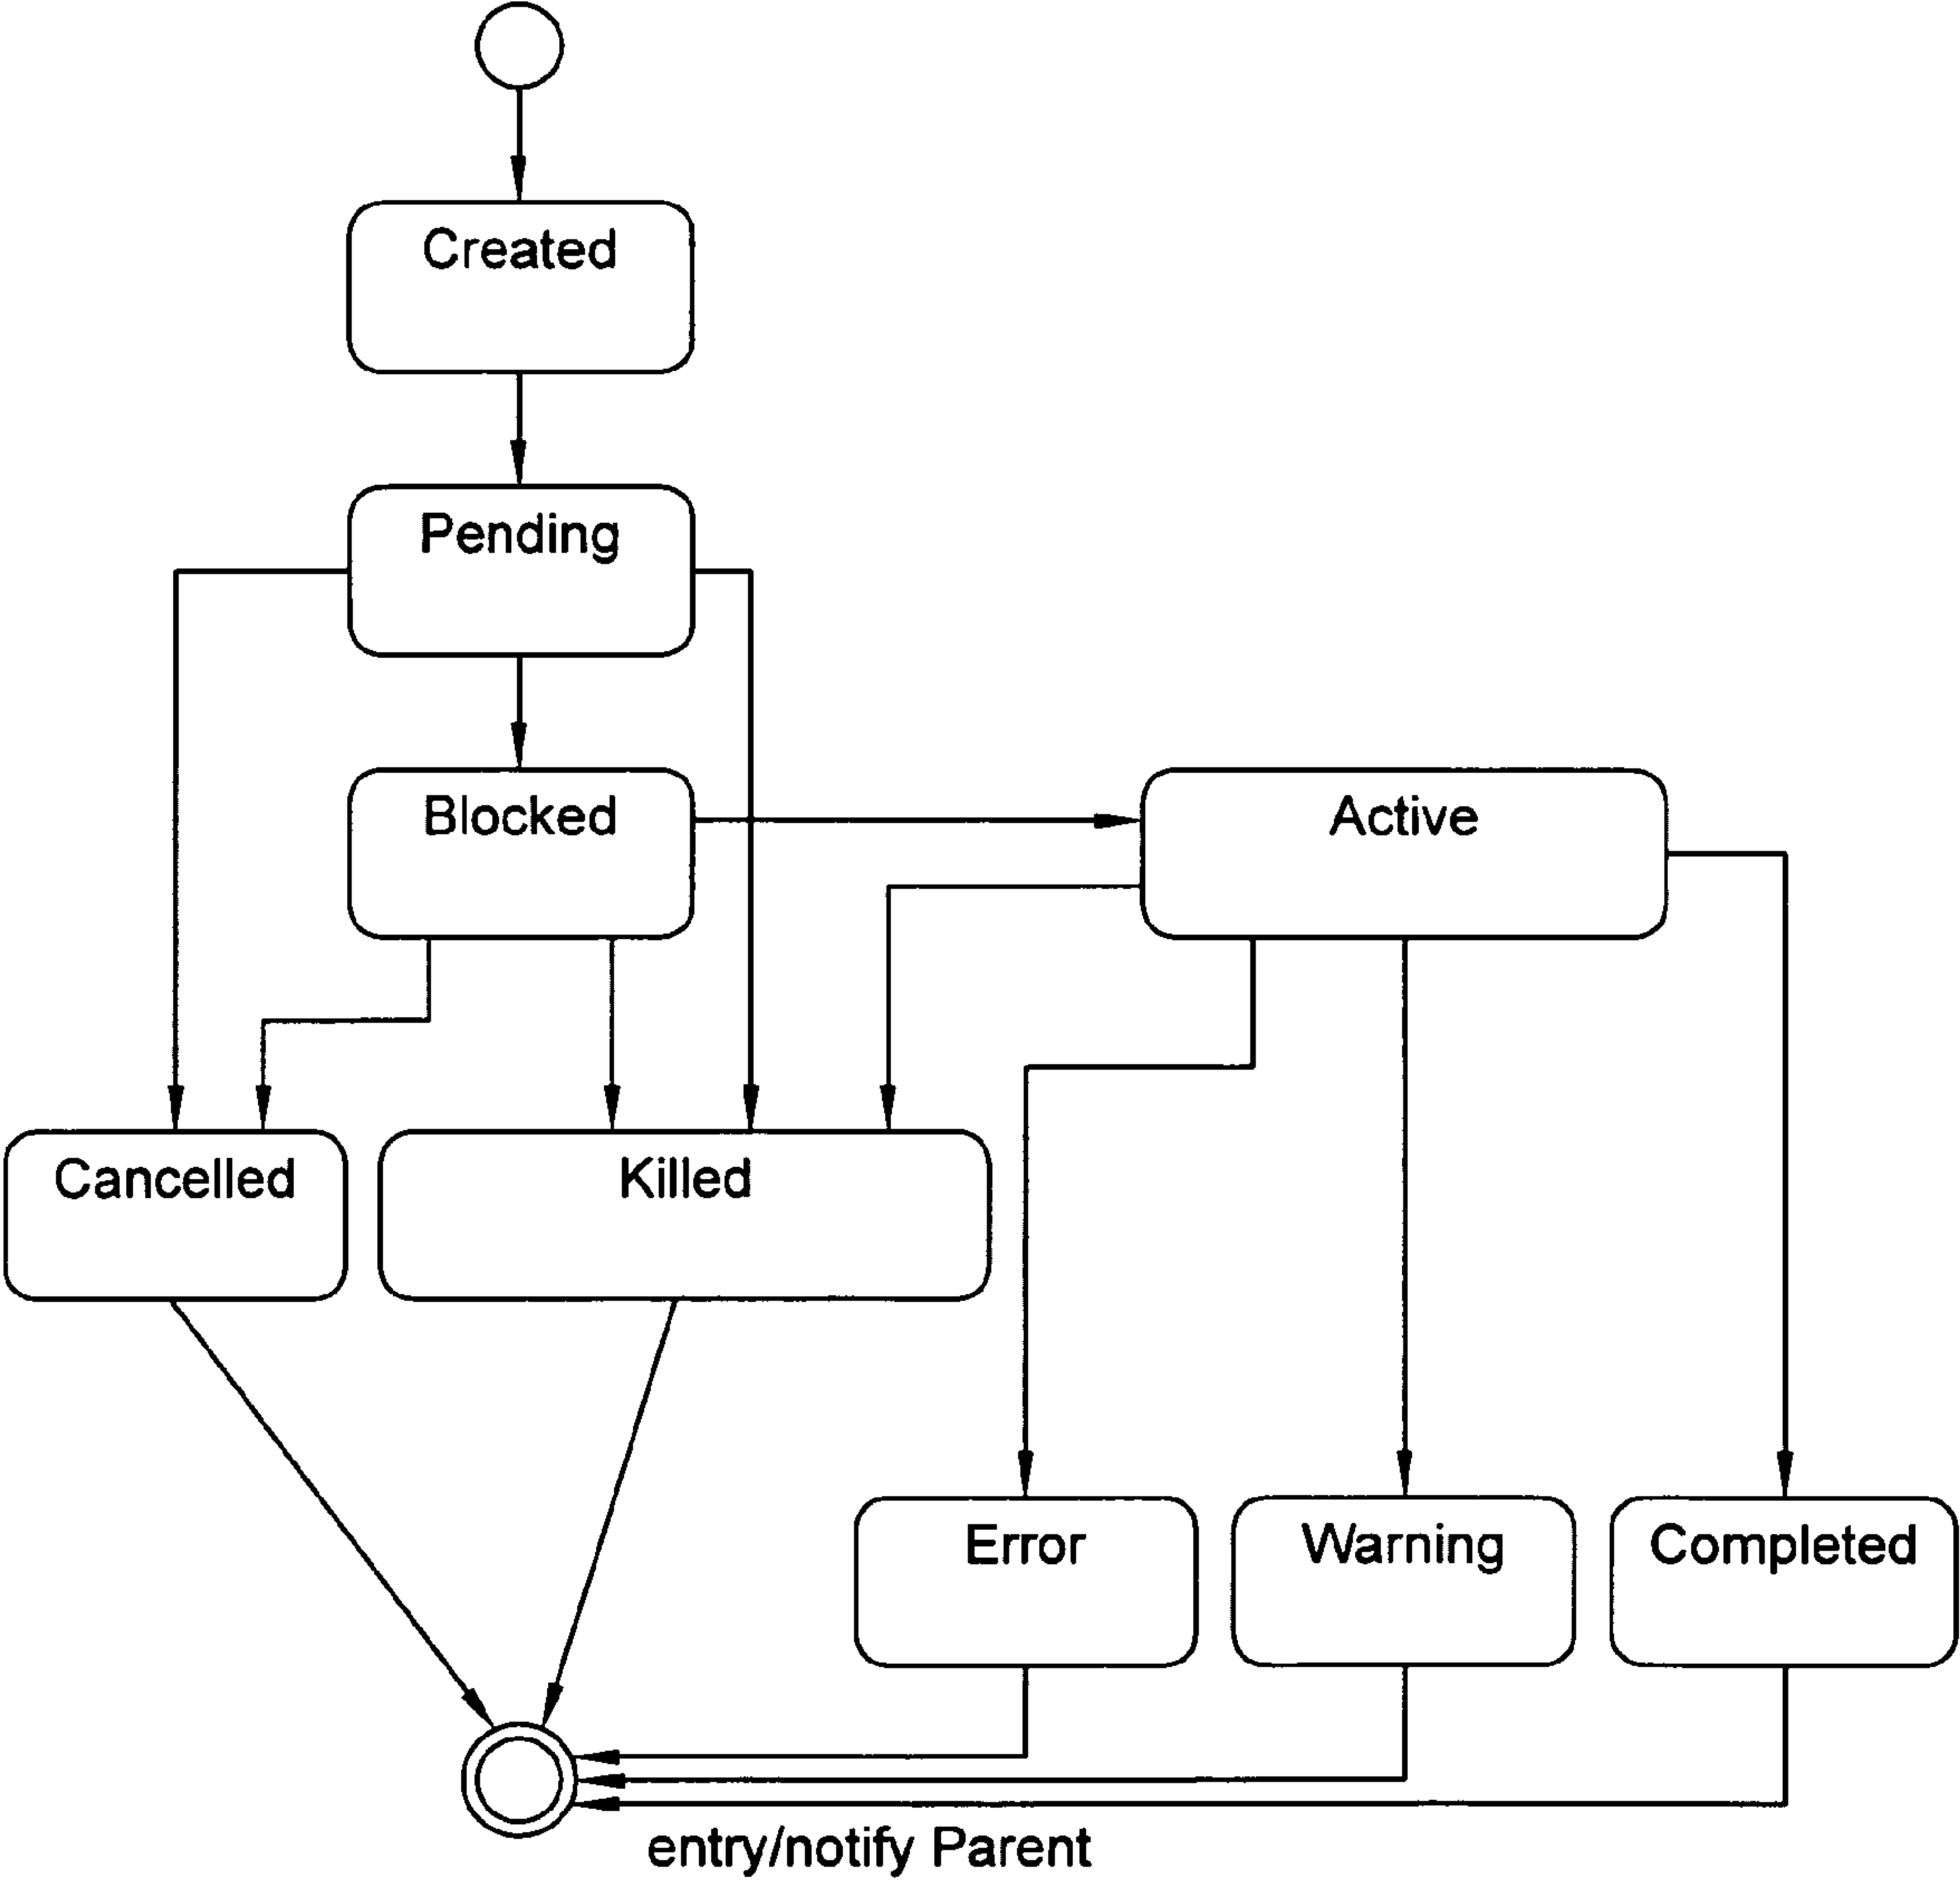 Created
Pending
Blocked
Active
Cancelled
Killed
Error
Warning
Completed
entry/notify Parent